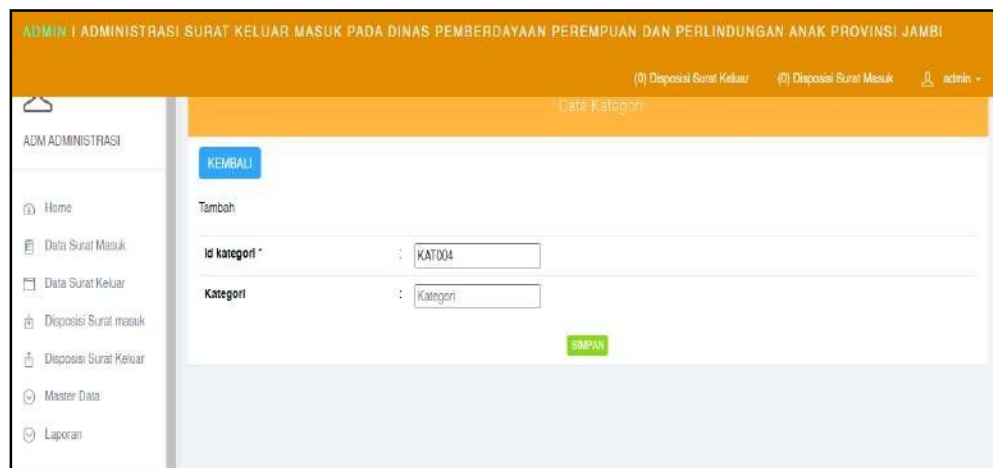 ADMIN | ADMINISTRASI SURAT KELUAR MASUK PADA DINAS PEMBERDAYAAN PEREMPUAN DAN PERLINDUNGAN ANAK PROVINSI JAMBI
(0) Disposisi Surat Keluar (0) Disposisi Surat Masuk admin
Data Kategori
ADM ADMINISTRASI
KEMBALI
Home
Tambah
Data Surat Masuk
Id kategori * : KAT004
Data Surat Keluar
Kategori : Kategori
Disposisi Surat masuk
SIMPAN
Disposisi Surat Keluar
Master Data
Laporan